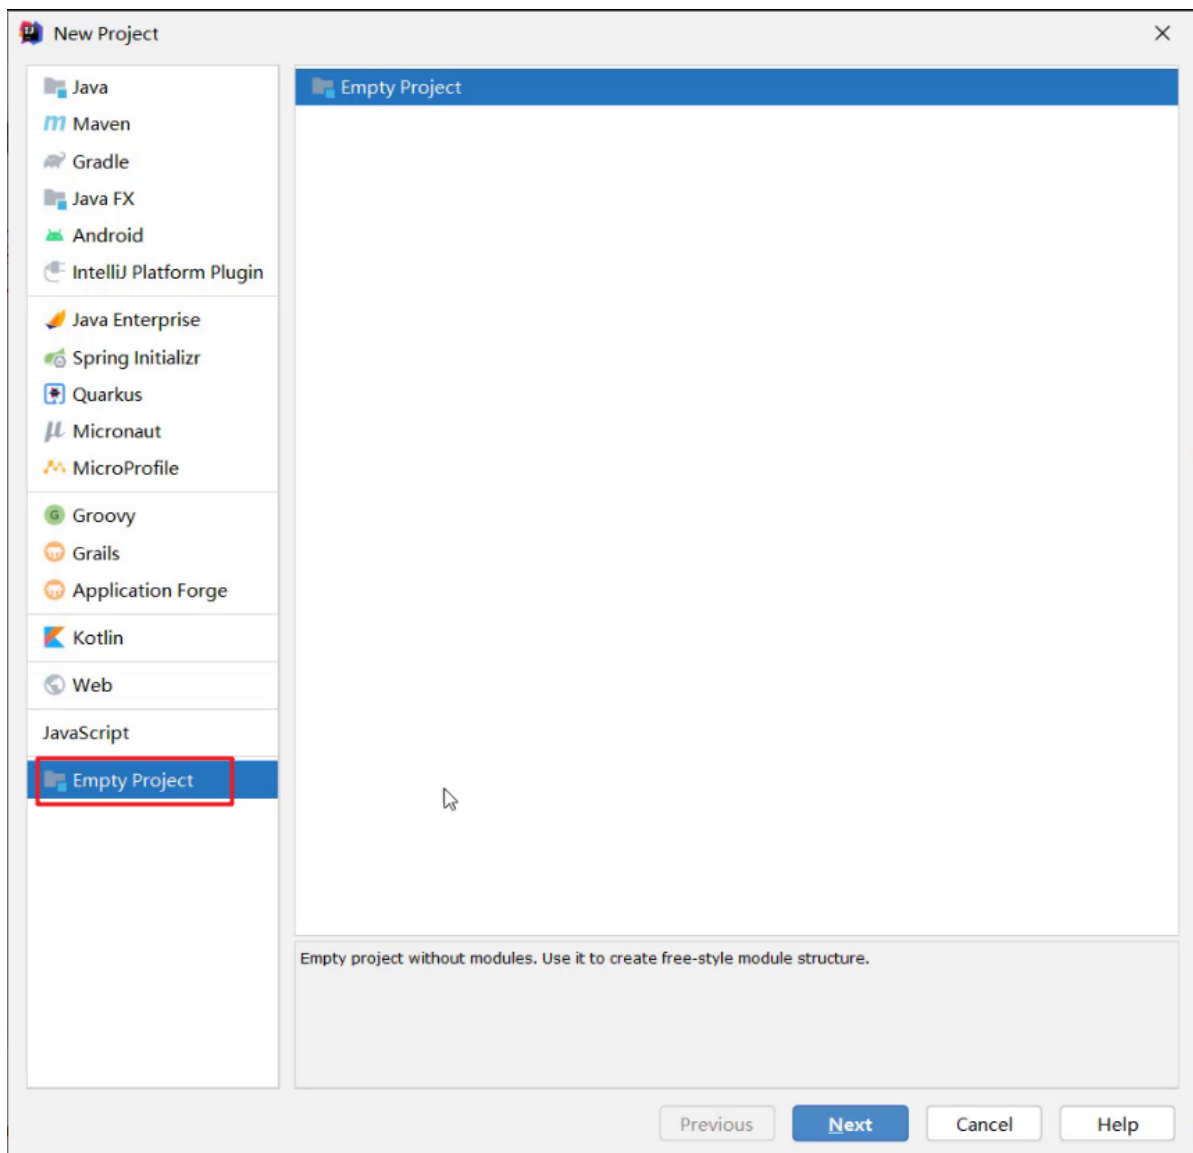 New Project
Java
Maven
Gradle
Java FX
Android
IntelliJ Platform Plugin
Java Enterprise
Spring Initializr
Quarkus
Micronaut
MicroProfile
Groovy
Grails
Application Forge
Kotlin
Web
JavaScript
Empty Project
Empty Project
Empty project without modules. Use it to create free-style module structure.
Previous
Next
Cancel
Help